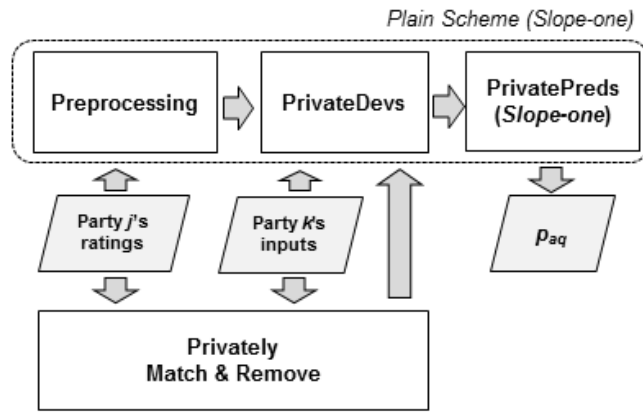 Plain Scheme (Slope-one)
Preprocessing
PrivateDevs
PrivatePreds
(Slope-one)
Party j's
ratings
Party k's
inputs
paq
Privately
Match & Remove